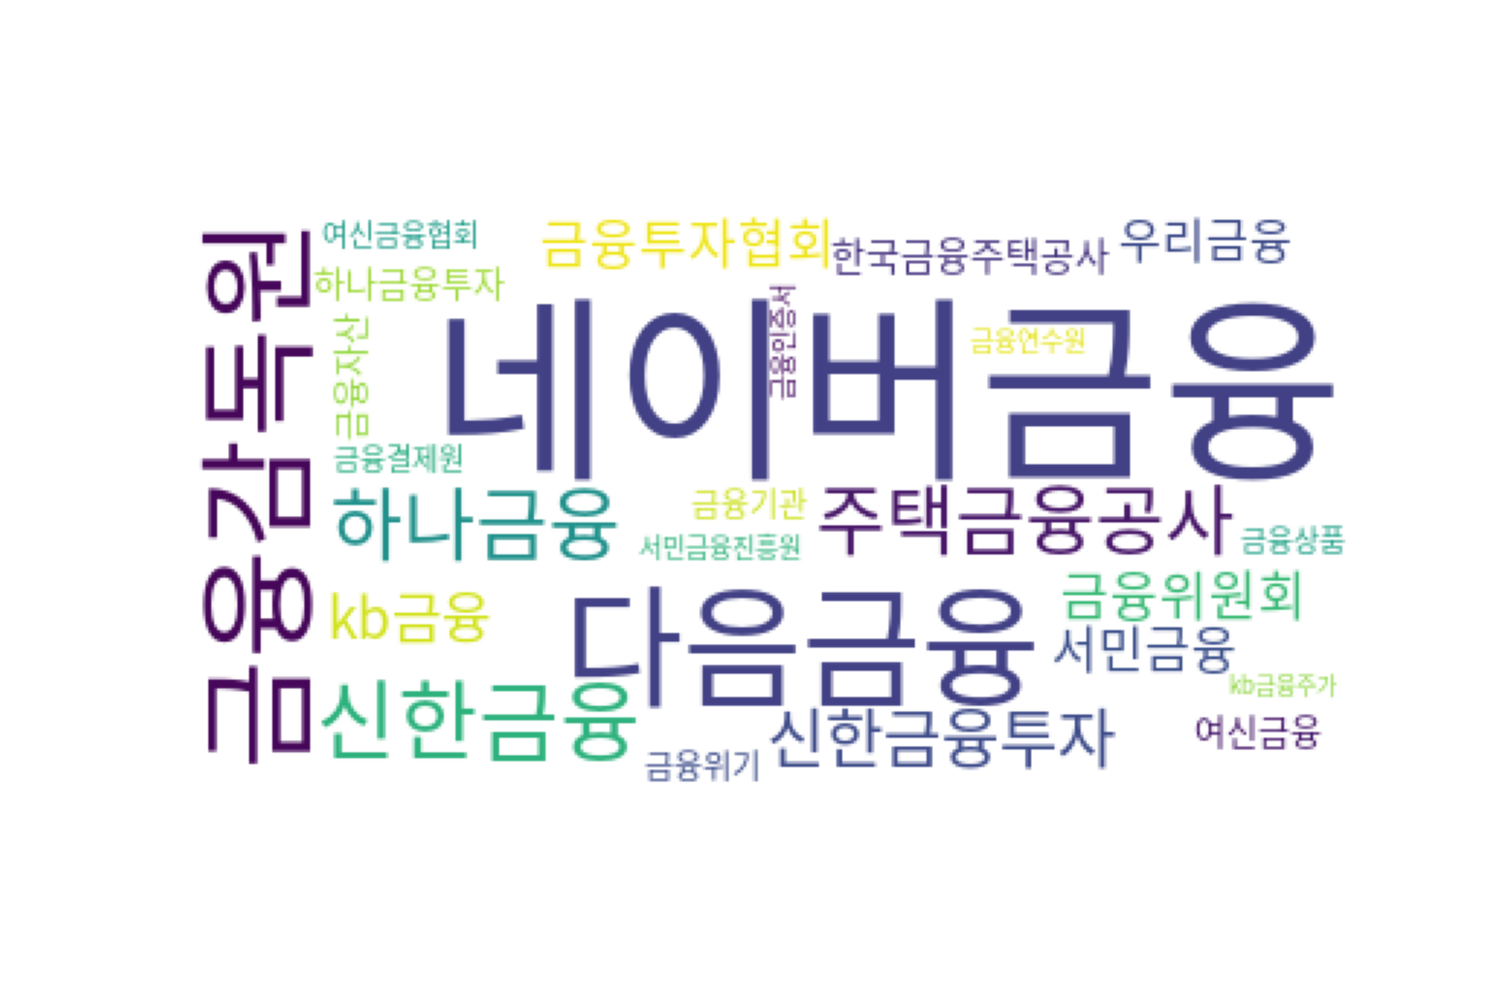 여신금융협회
금융투자협회
한국금융주택공사
우리금융
하나금융투자
금융감독원
네이버금융
금융인증서
금융연수원
금융자산
금융결제원
하나금융
금융기관
주택금융공사
서민금융진흥원
금융상품
kb금융
다음금융
금융위원회
서민금융
신한금융
kb금융주가
신한금융투자
여신금융
금융위기